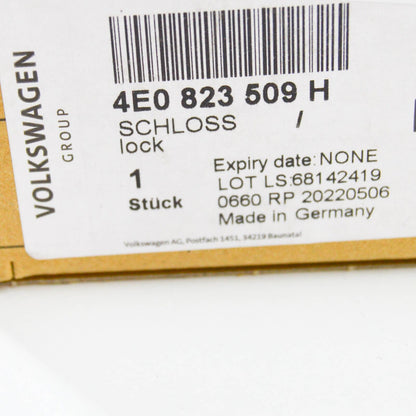 VOLKSWAGEN
GROUP
4E0 823 509 H
SCHLOSS /
lock
1
Stück
Expiry date: NONE
LOT LS:68142419
0660 RP 20220506
Made in Germany
Volkswagen AG, Postfach 1451, 34219 Baunatal